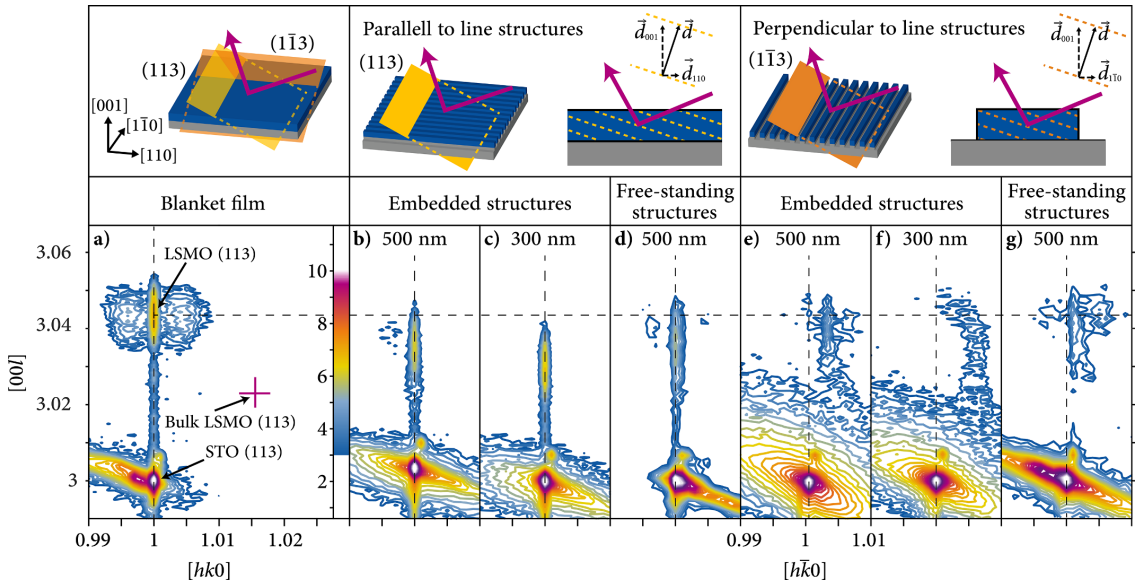 (11̄3)
(113)
[001]
[11̄0]
[110]
Parallell to line structures
(113)
d⃗001
d⃗
d⃗110
Perpendicular to line structures
(11̄3)
d⃗001
d⃗
d⃗11̄0
Blanket film
Embedded structures
Free-standing
structures
Embedded structures
Free-standing
structures
a)
b) 500 nm
c) 300 nm
d) 500 nm
e) 500 nm
f) 300 nm
g) 500 nm
LSMO (113)
Bulk LSMO (113)
STO (113)
3.06
3.04
3.02
3
[00l]
10
8
6
4
2
0.99
1
1.01
1.02
[hk0]
0.99
1
1.01
[hk̄0]